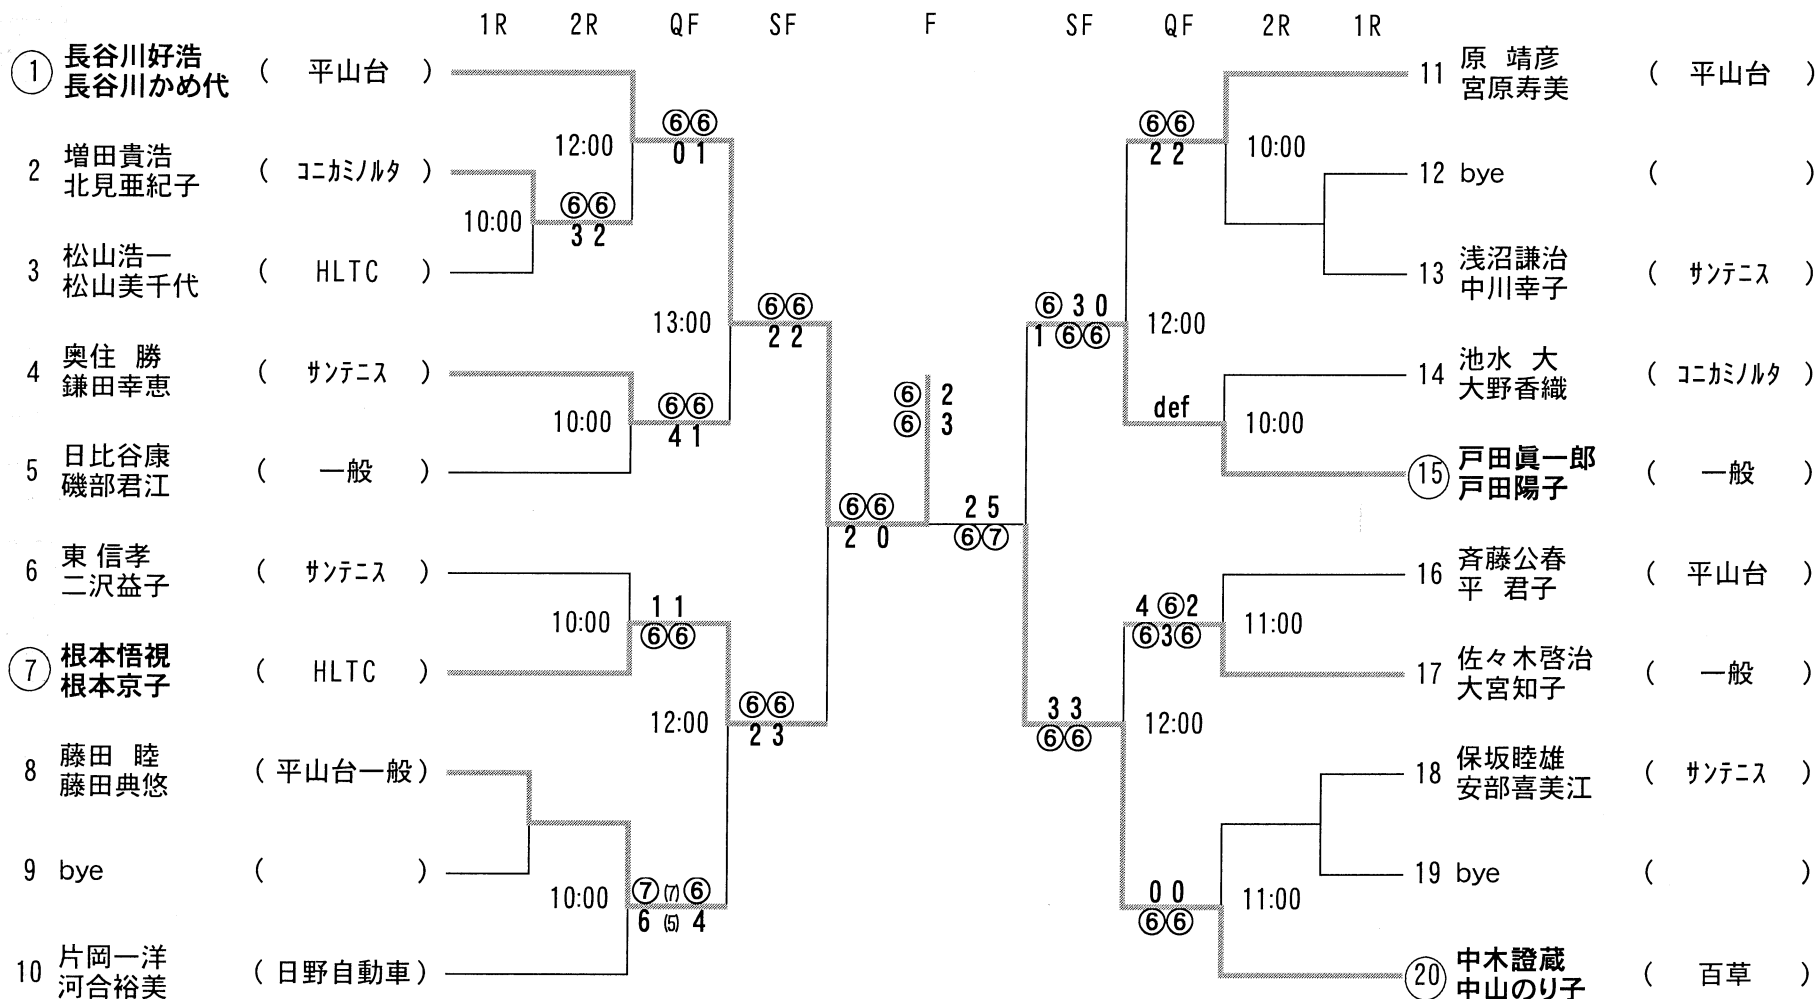 1R 2R QF SF F SF QF 2R 1R
① 長谷川好浩
長谷川かめ代 ( 平山台 )
2 増田貴浩
北見亜紀子 ( コニカミノルタ )
3 松山浩一
松山美千代 ( HLTC )
4 奥住 勝
鎌田幸恵 ( サンテニス )
5 日比谷康
磯部君江 ( 一般 )
6 東 信孝
二沢益子 ( サンテニス )
⑦ 根本悟視
根本京子 ( HLTC )
8 藤田 睦
藤田典悠 ( 平山台一般 )
9 bye ( )
10 片岡一洋
河合裕美 ( 日野自動車 )
10:00
12:00
⑥⑥
3 2
10:00
10:00
10:00
⑥⑥
0 1
13:00
⑥⑥
4 1
1 1
⑥⑥
12:00
⑦(7)⑥
6(5)4
⑥⑥
2 2
⑥⑥
2 3
⑥⑥
2 0
⑥ 2
⑥ 3
2 5
⑥⑦
⑥ 3 0
1 ⑥⑥
3 3
⑥⑥
⑥⑥
2 2
12:00
def
4 ⑥2
⑥3⑥
12:00
0 0
⑥⑥
10:00
10:00
11:00
11:00
11 原 靖彦
宮原寿美 ( 平山台 )
12 bye ( )
13 浅沼謙治
中川幸子 ( サンテニス )
14 池水 大
大野香織 ( コニカミノルタ )
⑮ 戸田眞一郎
戸田陽子 ( 一般 )
16 斉藤公春
平 君子 ( 平山台 )
17 佐々木啓治
大宮知子 ( 一般 )
18 保坂睦雄
安部喜美江 ( サンテニス )
19 bye ( )
⑳ 中木證蔵
中山のり子 ( 百草 )